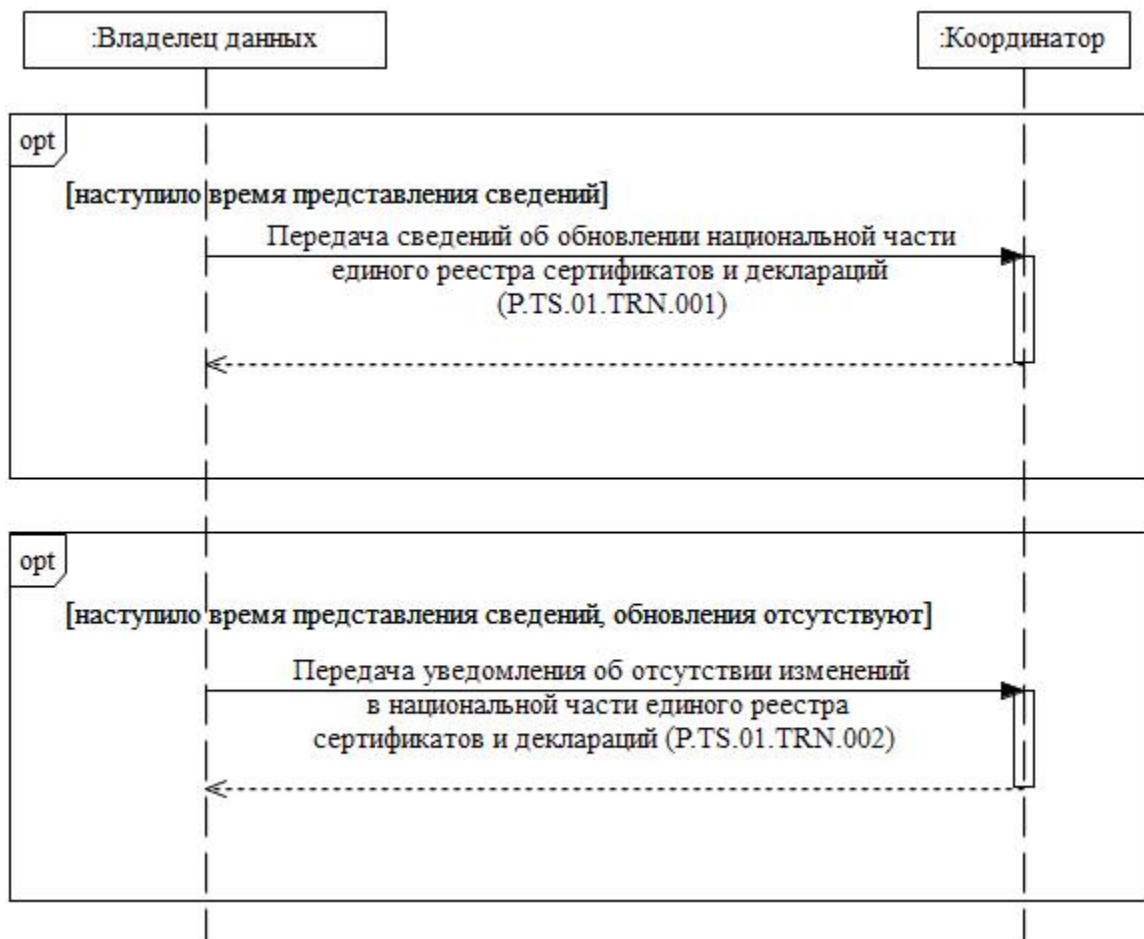 :Владелец данных
:Координатор
opt
[наступило время представления сведений]
Передача сведений об обновлении национальной части
единого реестра сертификатов и деклараций
(P.TS.01.TRN.001)
opt
[наступило время представления сведений, обновления отсутствуют]
Передача уведомления об отсутствии изменений
в национальной части единого реестра
сертификатов и деклараций (P.TS.01.TRN.002)